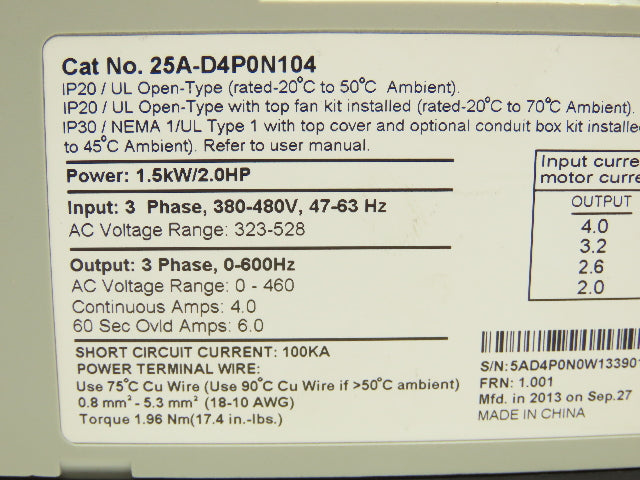 Cat No. 25A-D4P0N104
IP20 / UL Open-Type (rated-20°C to 50°C Ambient).
IP20 / UL Open-Type with top fan kit installed (rated-20°C to 70°C Ambient).
IP30 / NEMA 1/UL Type 1 with top cover and optional conduit box kit installe
to 45°C Ambient). Refer to user manual.
Power: 1.5kW/2.0HP
Input: 3 Phase, 380-480V, 47-63 Hz
AC Voltage Range: 323-528
Output: 3 Phase, 0-600Hz
AC Voltage Range: 0 - 460
Continuous Amps: 4.0
60 Sec Ovld Amps: 6.0
SHORT CIRCUIT CURRENT: 100KA
POWER TERMINAL WIRE:
Use 75°C Cu Wire (Use 90°C Cu Wire if >50°C ambient)
0.8 mm² - 5.3 mm² (18-10 AWG)
Torque 1.96 Nm(17.4 in.-lbs.)
Input curre
motor curre
OUTPUT
4.0
3.2
2.6
2.0
S/N:5AD4P0N0W133901
FRN: 1.001
Mfd. in 2013 on Sep.27
MADE IN CHINA